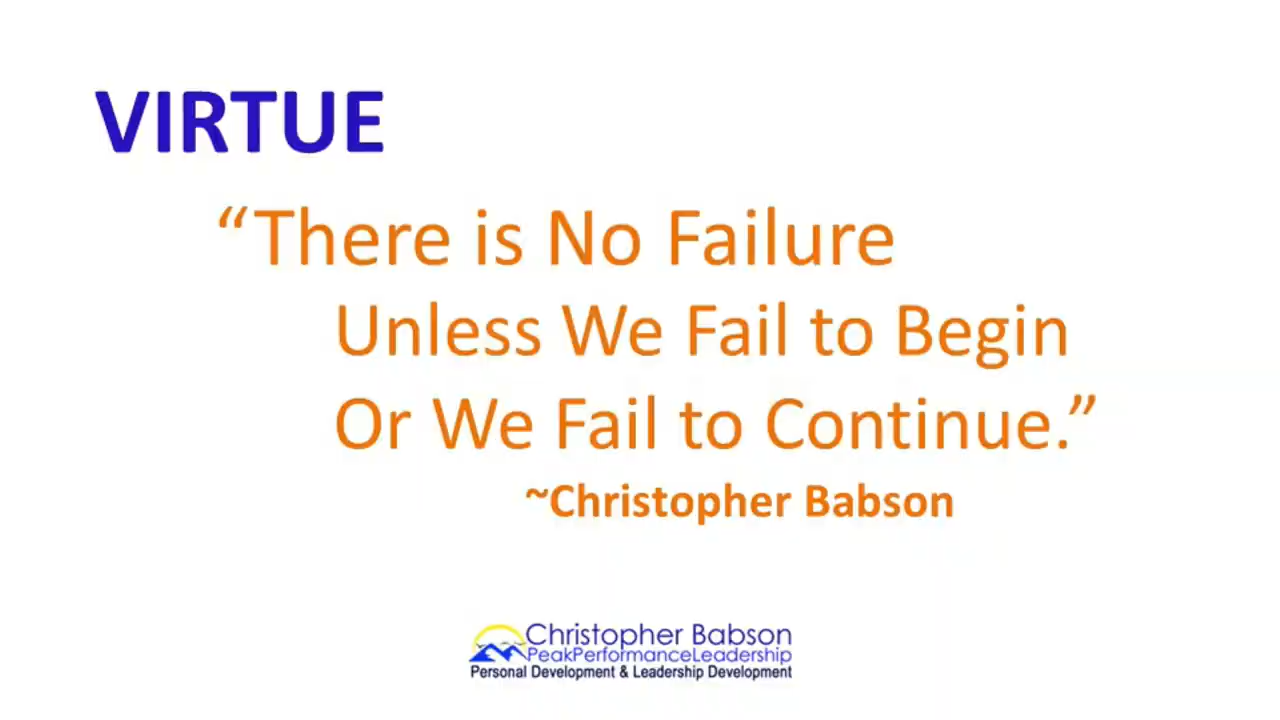 VIRTUE
“There is No Failure
Unless We Fail to Begin
Or We Fail to Continue.”
~Christopher Babson
Christopher Babson
PeakPerformanceLeadership
Personal Development & Leadership Development